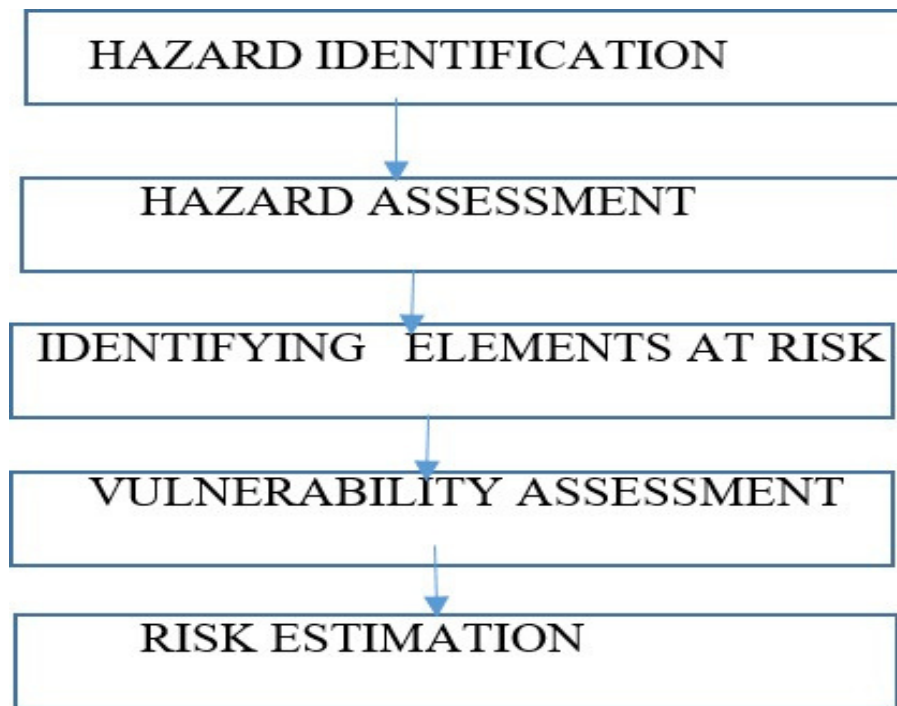 HAZARD IDENTIFICATION
HAZARD ASSESSMENT
IDENTIFYING ELEMENTS AT RISK
VULNERABILITY ASSESSMENT
RISK ESTIMATION